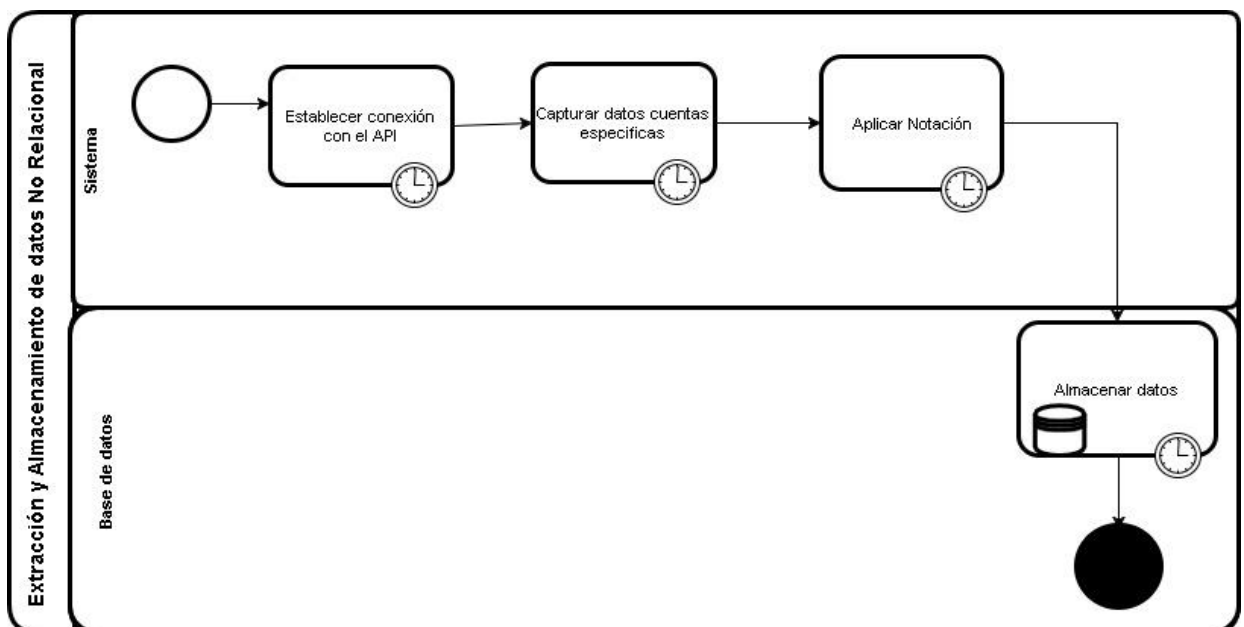 Extracción y Almacenamiento de datos No Relacional
Sistema
Establecer conexión
con el API
Capturar datos cuentas
especificas
Aplicar Notación
Base de datos
Almacenar datos